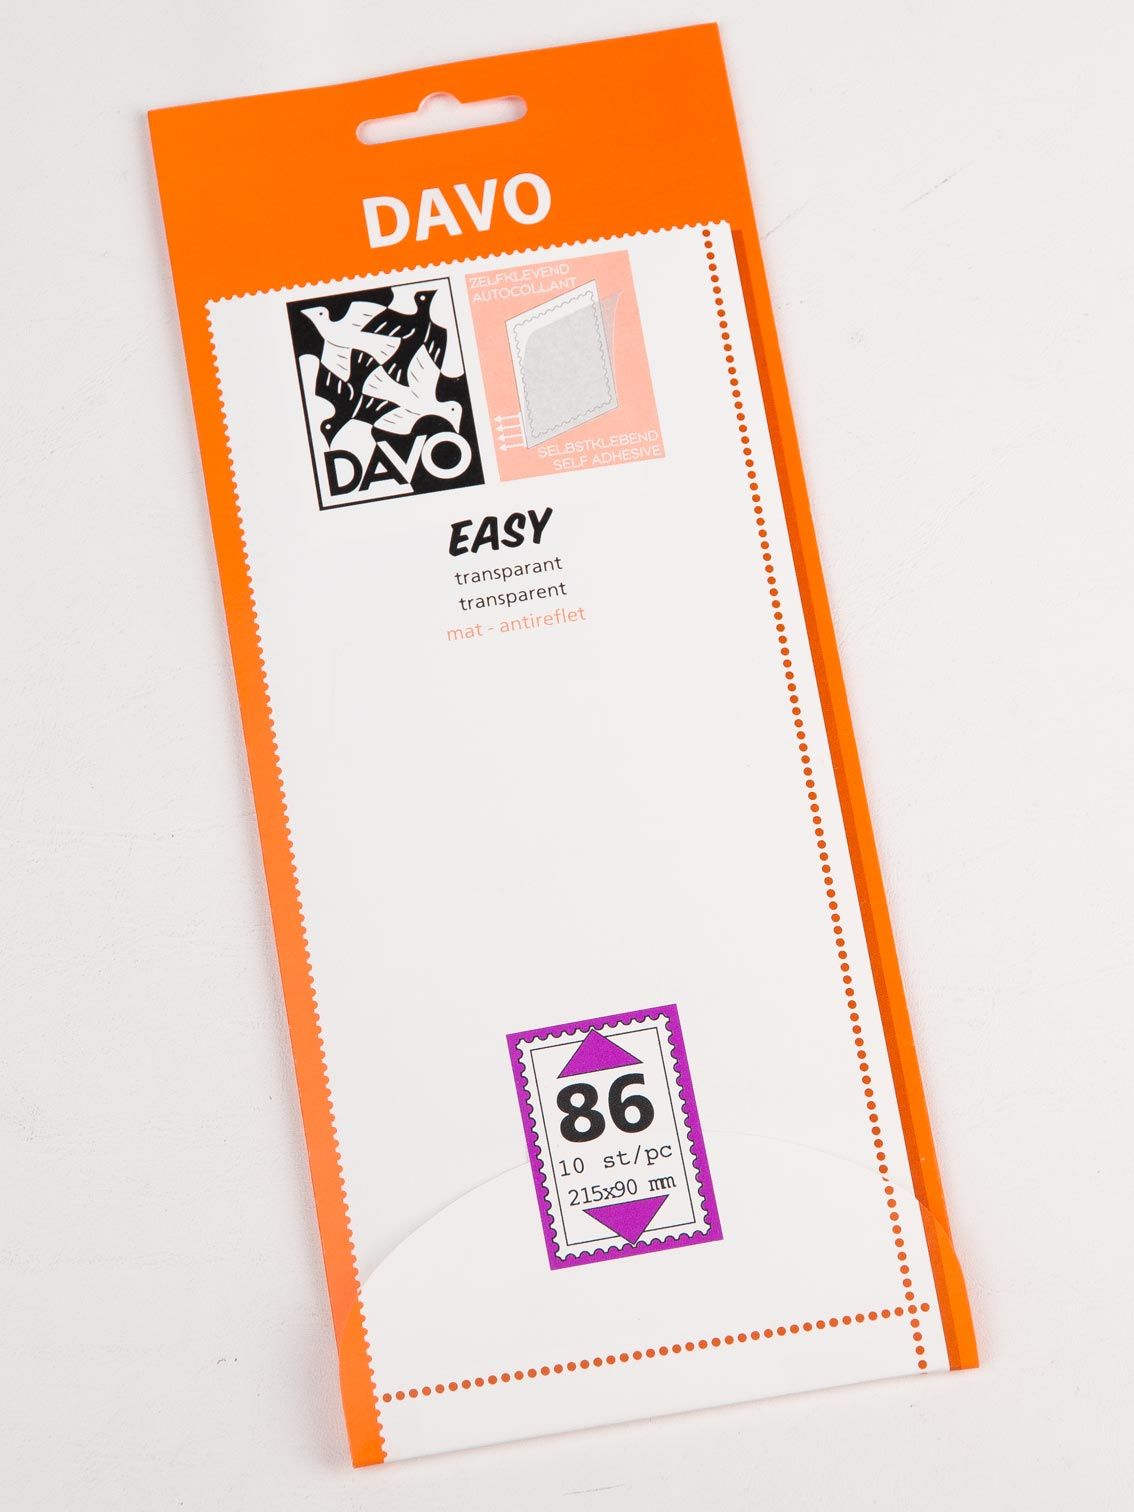 DAVO
ZELFKLEVEND
AUTOCOLLANT
DAVO
SELBSTKLEBEND
SELF ADHESIVE
EASY
transparant
transparent
mat - antireflet
86
10 st/pc
215x90 mm